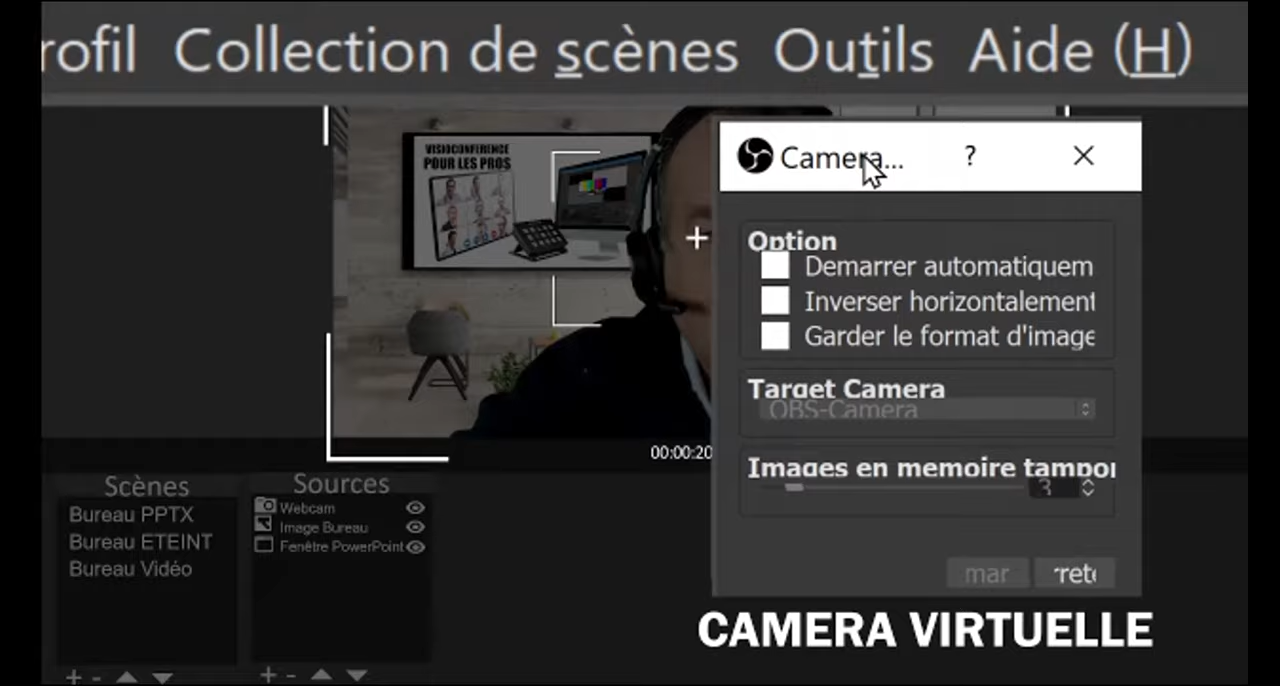 rofil Collection de scènes Outils Aide (H)
VISIOCONFERENCE
POUR LES PROS
Camera... ?
Option
Demarrer automatiquem
Inverser horizontalement
Garder le format d'image
Target Camera
OBS-Camera
00:00:20
Images en memoire tampor
3
Scènes
Bureau PPTX
Bureau ETEINT
Bureau Vidéo
Sources
Webcam
Image Bureau
Fenêtre PowerPoint
mar rete
CAMERA VIRTUELLE